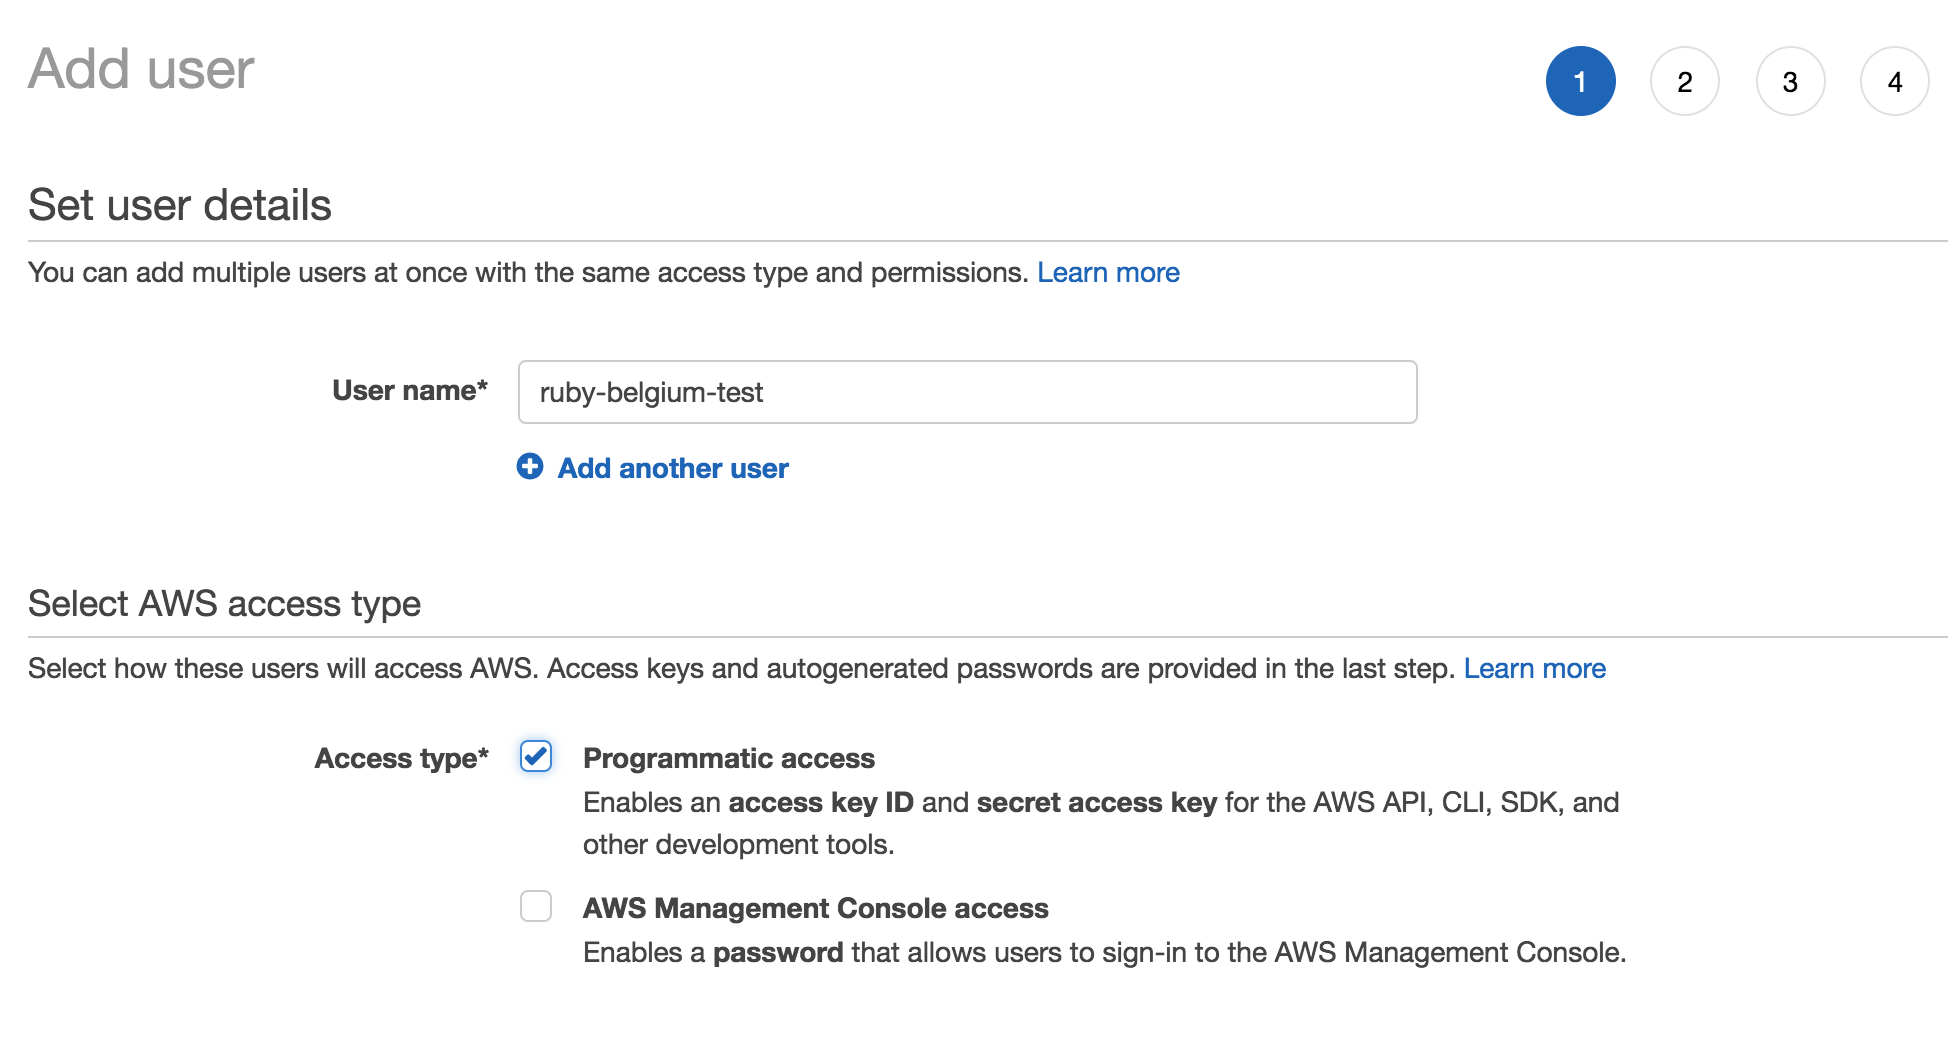 Add user
1 2 3 4
Set user details
You can add multiple users at once with the same access type and permissions. Learn more
User name* ruby-belgium-test
Add another user
Select AWS access type
Select how these users will access AWS. Access keys and autogenerated passwords are provided in the last step. Learn more
Access type* Programmatic access
Enables an access key ID and secret access key for the AWS API, CLI, SDK, and
other development tools.
AWS Management Console access
Enables a password that allows users to sign-in to the AWS Management Console.